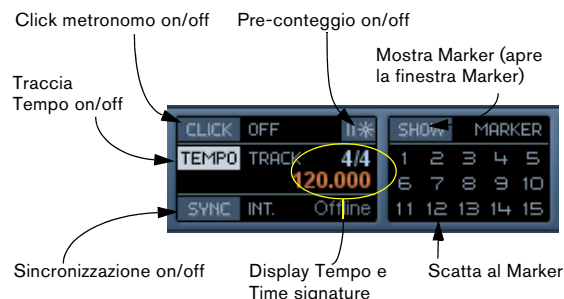 Click metronomo on/off
Pre-conteggio on/off
Mostra Marker (apre
la finestra Marker)
Traccia
Tempo on/off
CLICK OFF
SHOW MARKER
TEMPO TRACK 4/4
120.000
1 2 3 4 5
6 7 8 9 10
11 12 13 14 15
SYNC INT. Offline
Sincronizzazione on/off
Display Tempo e
Time signature
Scatta al Marker